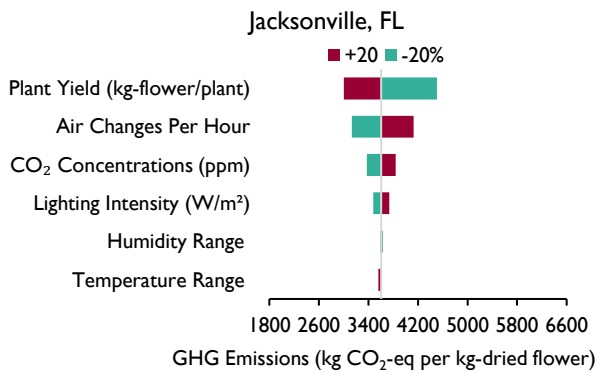 Jacksonville, FL
+20 -20%
Plant Yield (kg-flower/plant)
Air Changes Per Hour
CO₂ Concentrations (ppm)
Lighting Intensity (W/m²)
Humidity Range
Temperature Range
1800 2600 3400 4200 5000 5800 6600
GHG Emissions (kg CO₂-eq per kg-dried flower)